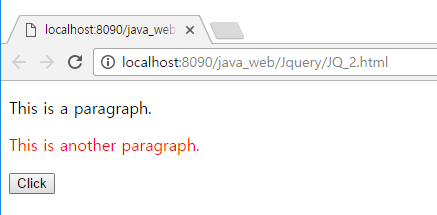 localhost:8090/java_web
localhost:8090/java_web/Jquery/JQ_2.html
This is a paragraph.
This is another paragraph.
Click